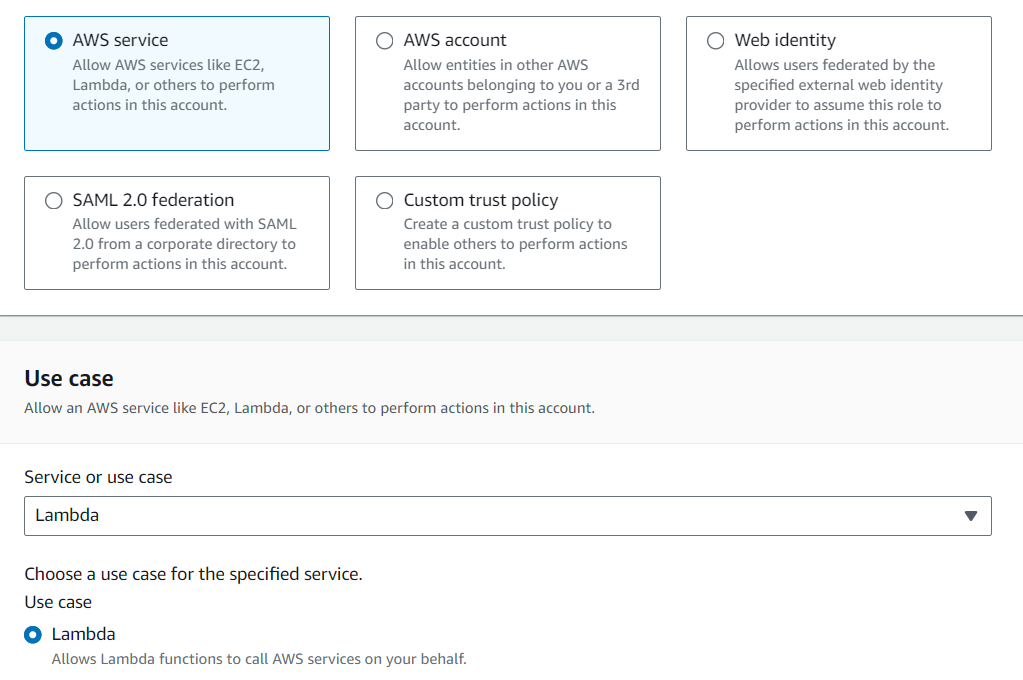 AWS service
Allow AWS services like EC2,
Lambda, or others to perform
actions in this account.
AWS account
Allow entities in other AWS
accounts belonging to you or a 3rd
party to perform actions in this
account.
Web identity
Allows users federated by the
specified external web identity
provider to assume this role to
perform actions in this account.
SAML 2.0 federation
Allow users federated with SAML
2.0 from a corporate directory to
perform actions in this account.
Custom trust policy
Create a custom trust policy to
enable others to perform actions
in this account.
Use case
Allow an AWS service like EC2, Lambda, or others to perform actions in this account.
Service or use case
Lambda
Choose a use case for the specified service.
Use case
Lambda
Allows Lambda functions to call AWS services on your behalf.